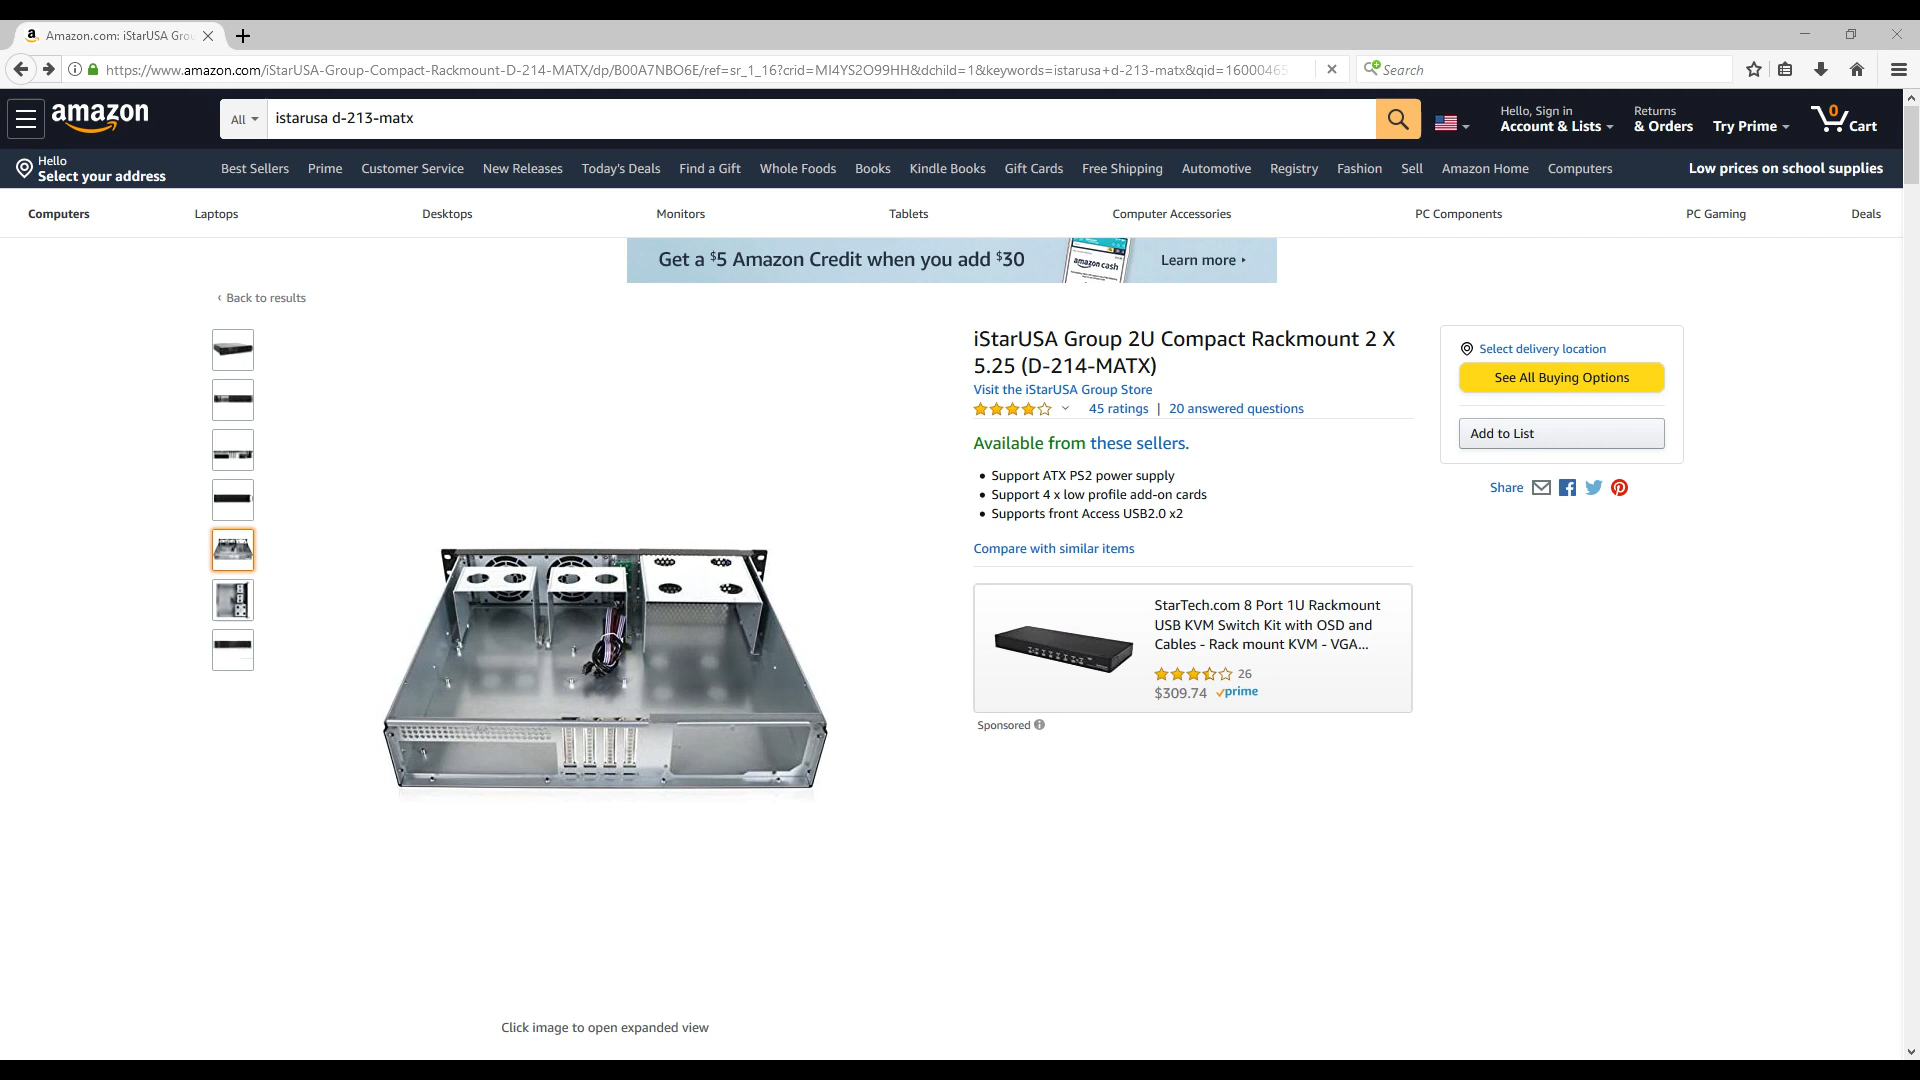 Amazon.com: iStarUSA Gro
https://www.amazon.com/iStarUSA-Group-Compact-Rackmount-D-214-MATX/dp/B00A7NBO6E/ref=sr_1_16?crid=MI4YS2O99HH&dchild=1&keywords=istarusa+d-213-matx&qid=16000465
Search
amazon
All
istarusa d-213-matx
Hello, Sign in
Account & Lists
Returns
& Orders
Try Prime
0
Cart
Hello
Select your address
Best Sellers Prime Customer Service New Releases Today's Deals Find a Gift Whole Foods Books Kindle Books Gift Cards Free Shipping Automotive Registry Fashion Sell Amazon Home Computers
Low prices on school supplies
Computers Laptops Desktops Monitors Tablets Computer Accessories PC Components PC Gaming Deals
Get a $5 Amazon Credit when you add $30
amazon cash
Learn more ▸
‹ Back to results
iStarUSA Group 2U Compact Rackmount 2 X
5.25 (D-214-MATX)
Visit the iStarUSA Group Store
45 ratings | 20 answered questions
Available from these sellers.
• Support ATX PS2 power supply
• Support 4 x low profile add-on cards
• Supports front Access USB2.0 x2
Compare with similar items
StarTech.com 8 Port 1U Rackmount
USB KVM Switch Kit with OSD and
Cables - Rack mount KVM - VGA...
26
$309.74 prime
Sponsored
Select delivery location
See All Buying Options
Add to List
Share
Click image to open expanded view